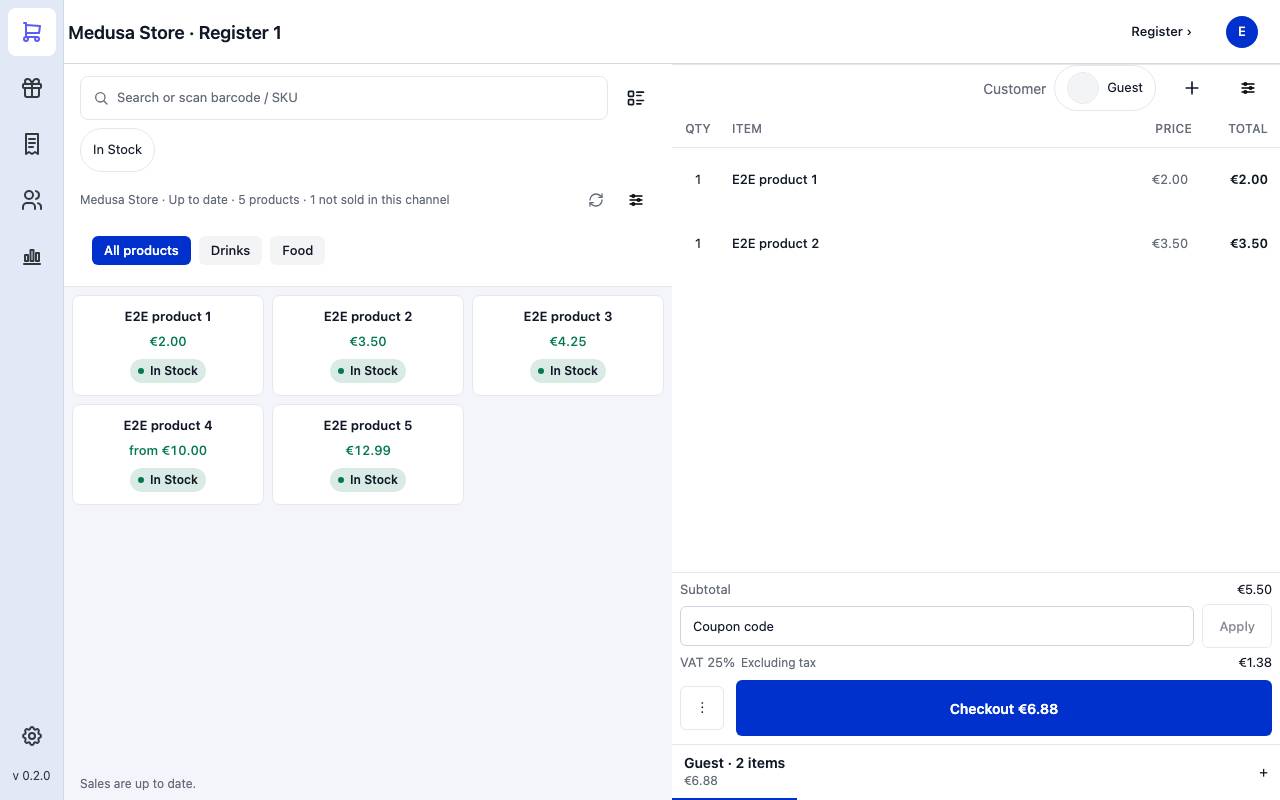 Medusa Store · Register 1
Register ›
E
Search or scan barcode / SKU
In Stock
Medusa Store · Up to date · 5 products · 1 not sold in this channel
All products
Drinks
Food
E2E product 1
€2.00
In Stock
E2E product 2
€3.50
In Stock
E2E product 3
€4.25
In Stock
E2E product 4
from €10.00
In Stock
E2E product 5
€12.99
In Stock
Sales are up to date.
v 0.2.0
Customer
Guest
QTY ITEM PRICE TOTAL
1 E2E product 1 €2.00 €2.00
1 E2E product 2 €3.50 €3.50
Subtotal €5.50
Coupon code
Apply
VAT 25% Excluding tax €1.38
Checkout €6.88
Guest · 2 items
€6.88
+